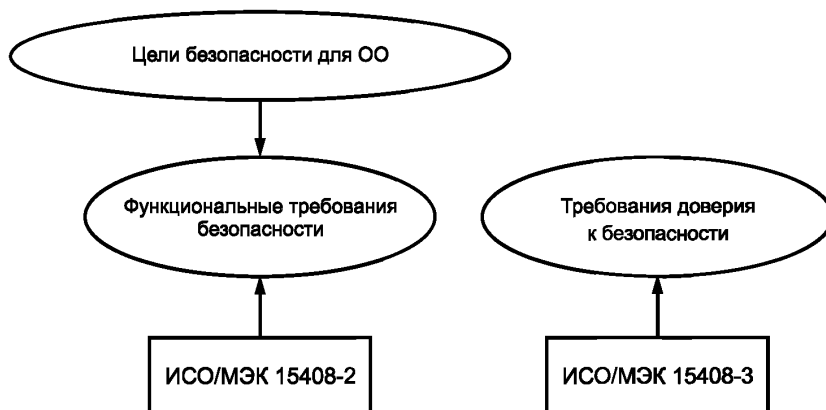 Цели безопасности для ОО
Функциональные требования
безопасности
Требования доверия
к безопасности
ИСО/МЭК 15408-2
ИСО/МЭК 15408-3